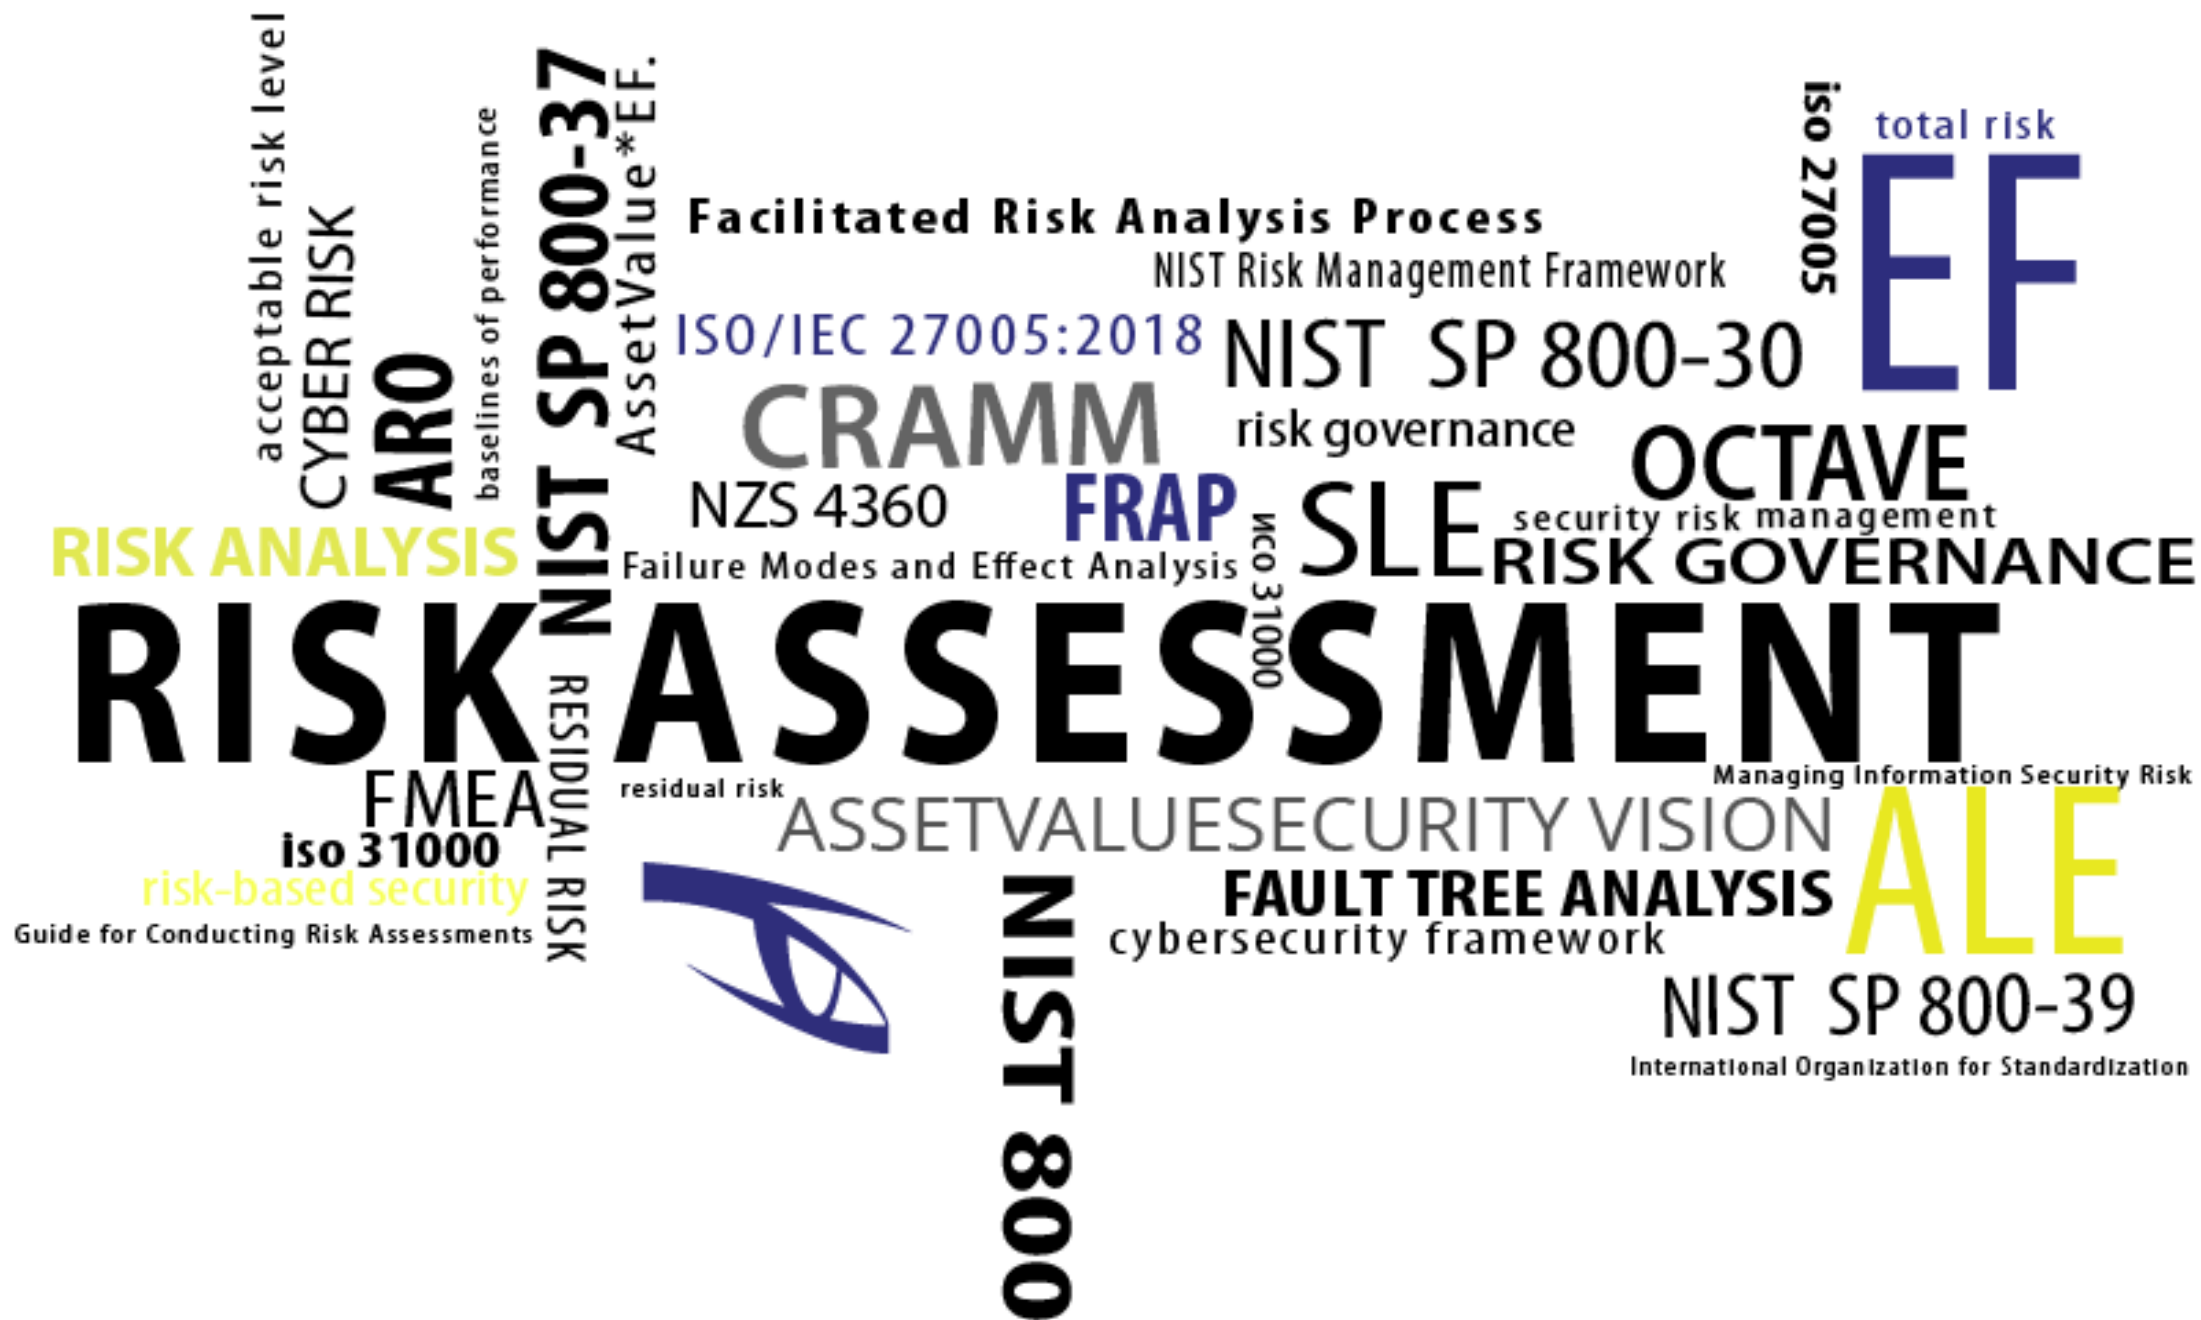 acceptable risk level
CYBER RISK
ARO
baselines of performance
NIST SP 800-37
AssetValue*EF.
Facilitated Risk Analysis Process
NIST Risk Management Framework
iso 27005
total risk
EF
ISO/IEC 27005:2018
NIST SP 800-30
CRAMM
risk governance
OCTAVE
NZS 4360
FRAP
исо 31000
SLE
security risk management
RISK GOVERNANCE
RISK ANALYSIS
Failure Modes and Effect Analysis
RISK ASSESSMENT
RESIDUAL RISK
FMEA
residual risk
Managing Information Security Risk
ASSETVALUESECURITY VISION
ALE
iso 31000
risk-based security
Guide for Conducting Risk Assessments
NIST 800
FAULT TREE ANALYSIS
cybersecurity framework
NIST SP 800-39
International Organization for Standardization